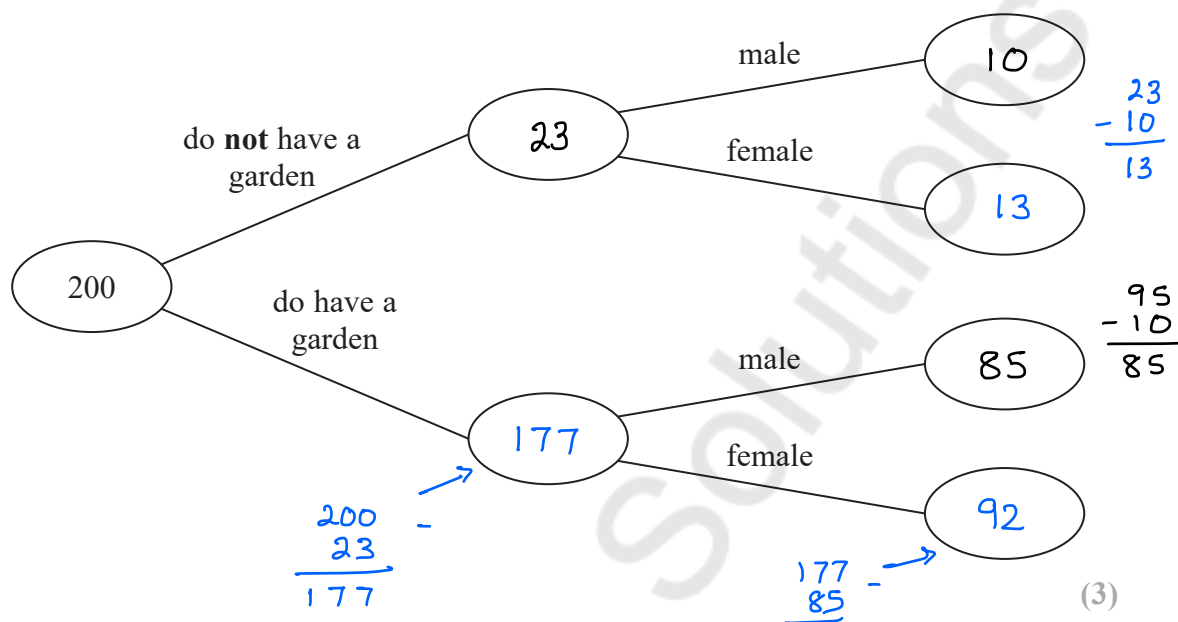 male
10
23
- 10
13
do not have a
garden
23
female
13
200
do have a
garden
95
- 10
85
male
85
177
female
92
200 -
23
177
177 -
85
(3)
Solutions